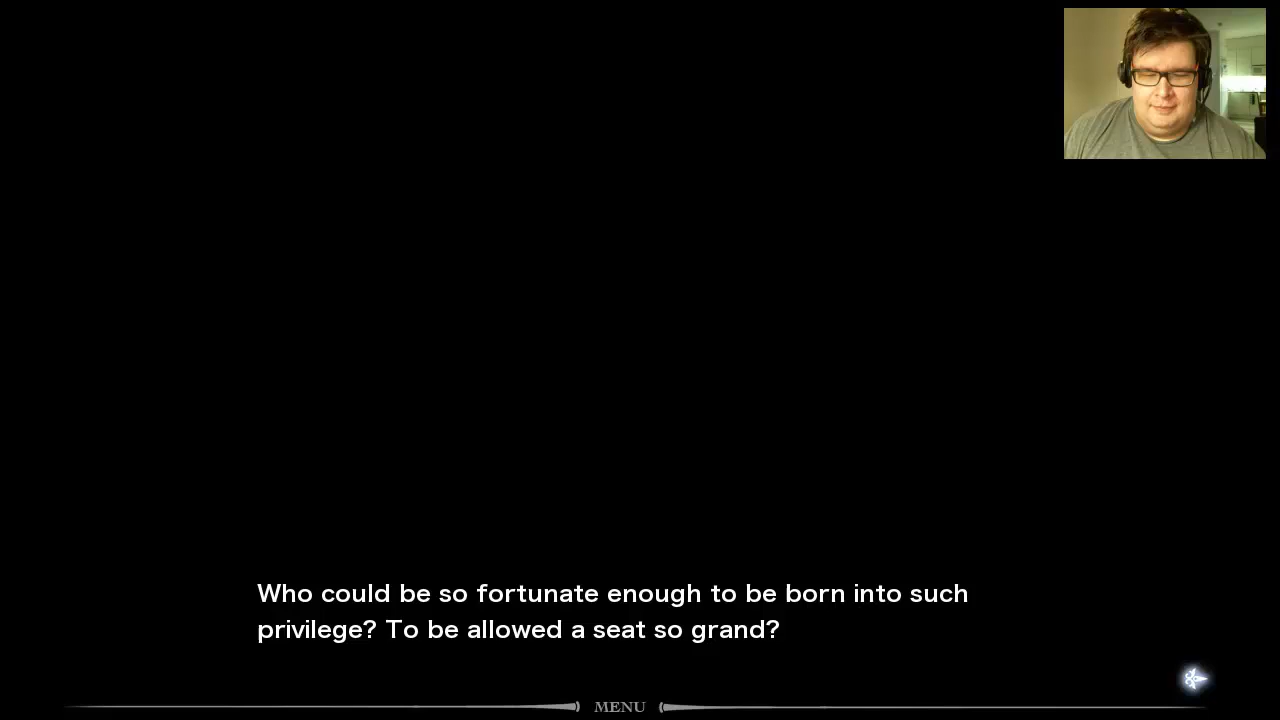 Who could be so fortunate enough to be born into such
privilege? To be allowed a seat so grand?
MENU